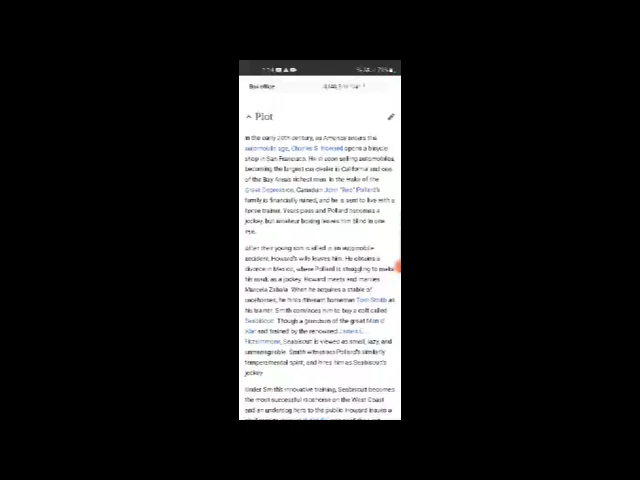 Box office
Plot
In the early 20th century, as America enters the
automobile age, Charles S. Howard opens a bicycle
shop in San Francisco. He is soon selling automobiles,
becoming the largest car dealer in California and one
of the Bay Area's richest men. In the wake of the
Great Depression, Canadian John "Red" Pollard's
family is financially ruined, and he is sent to live with a
horse trainer. Years pass and Pollard becomes a
jockey, but amateur boxing leaves him blind in one
eye.
After their young son is killed in an automobile
accident, Howard's wife leaves him. He obtains a
divorce in Mexico, where Pollard is struggling to make
his mark as a jockey. Howard meets and marries
Marcela Zabala. When he acquires a stable of
racehorses, he hires itinerant horseman Tom Smith as
his trainer. Smith convinces him to buy a colt called
Seabiscuit. Though a grandson of the great Man o'
War and trained by the renowned James E.
Fitzsimmons, Seabiscuit is viewed as small, lazy, and
unmanageable. Smith witnesses Pollard's similarly
temperamental spirit, and hires him as Seabiscuit's
jockey.
Under Smith's innovative training, Seabiscuit becomes
the most successful racehorse on the West Coast
and an underdog hero to the public. Howard issues a